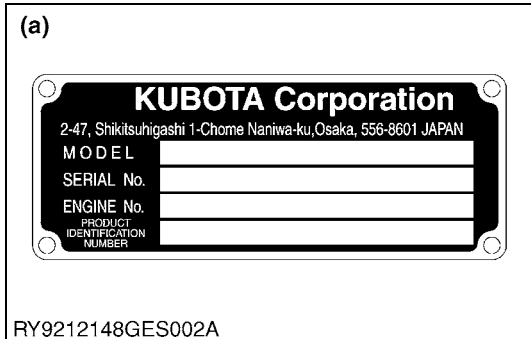 (a)
KUBOTA Corporation
2-47, Shikitsuhigashi 1-Chome Naniwa-ku,Osaka, 556-8601 JAPAN
MODEL
SERIAL No.
ENGINE No.
PRODUCT
IDENTIFICATION
NUMBER
RY9212148GES002A